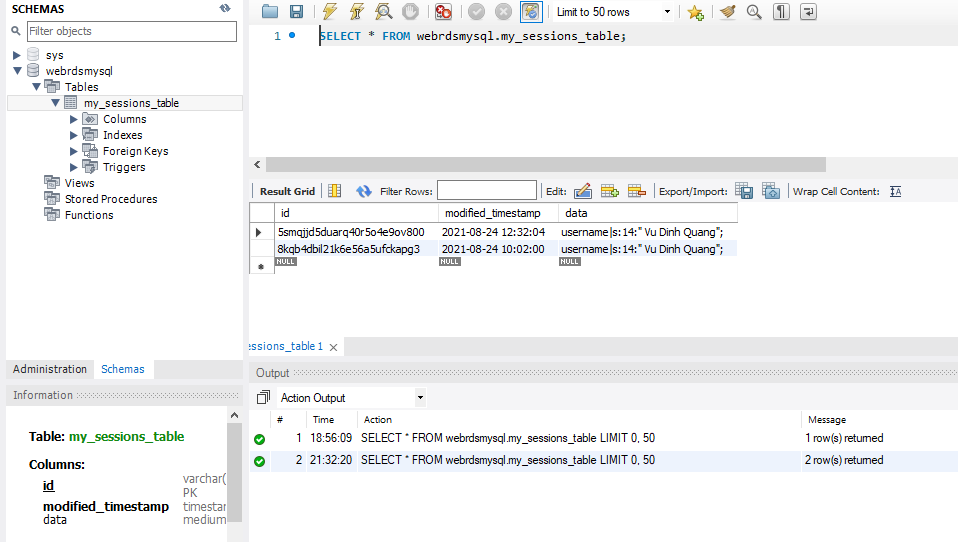 SCHEMAS
Filter objects
sys
webrdsmysql
Tables
my_sessions_table
Columns
Indexes
Foreign Keys
Triggers
Views
Stored Procedures
Functions
Administration Schemas
Information
Table: my_sessions_table
Columns:
id varchar(
PK
modified_timestamp timestar
data medium
Limit to 50 rows
1 SELECT * FROM webrdsmysql.my_sessions_table;
Result Grid Filter Rows: Edit: Export/Import: Wrap Cell Content:
id modified_timestamp data
5smqjjd5duarq40r5o4e9ov800 2021-08-24 12:32:04 username|s:14:" Vu Dinh Quang";
8kqb4dbil21k6e56a5ufckapg3 2021-08-24 10:02:00 username|s:14:" Vu Dinh Quang";
NULL NULL NULL
essions_table 1
Output
Action Output
# Time Action Message
1 18:56:09 SELECT * FROM webrdsmysql.my_sessions_table LIMIT 0, 50 1 row(s) returned
2 21:32:20 SELECT * FROM webrdsmysql.my_sessions_table LIMIT 0, 50 2 row(s) returned